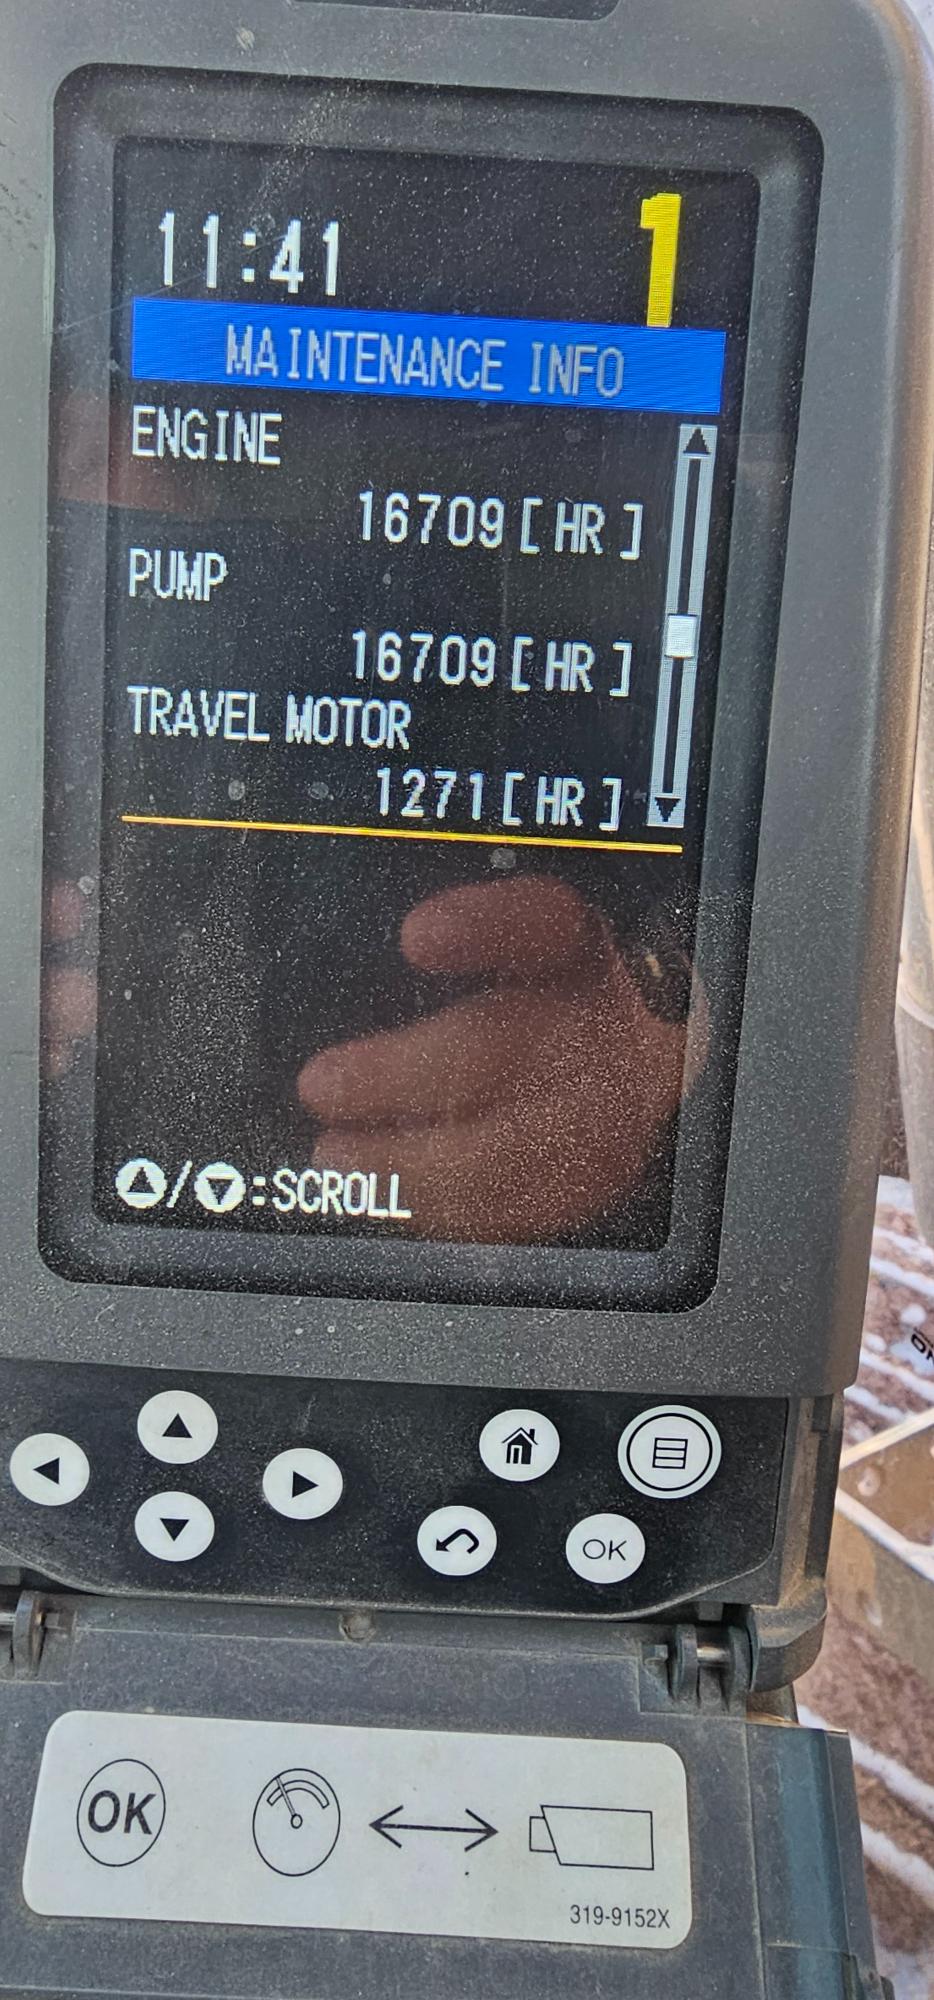 11:41 1
MAINTENANCE INFO
ENGINE
16709[HR]
PUMP
16709[HR]
TRAVEL MOTOR
1271[HR]
/ :SCROLL
OK
OK
319-9152X